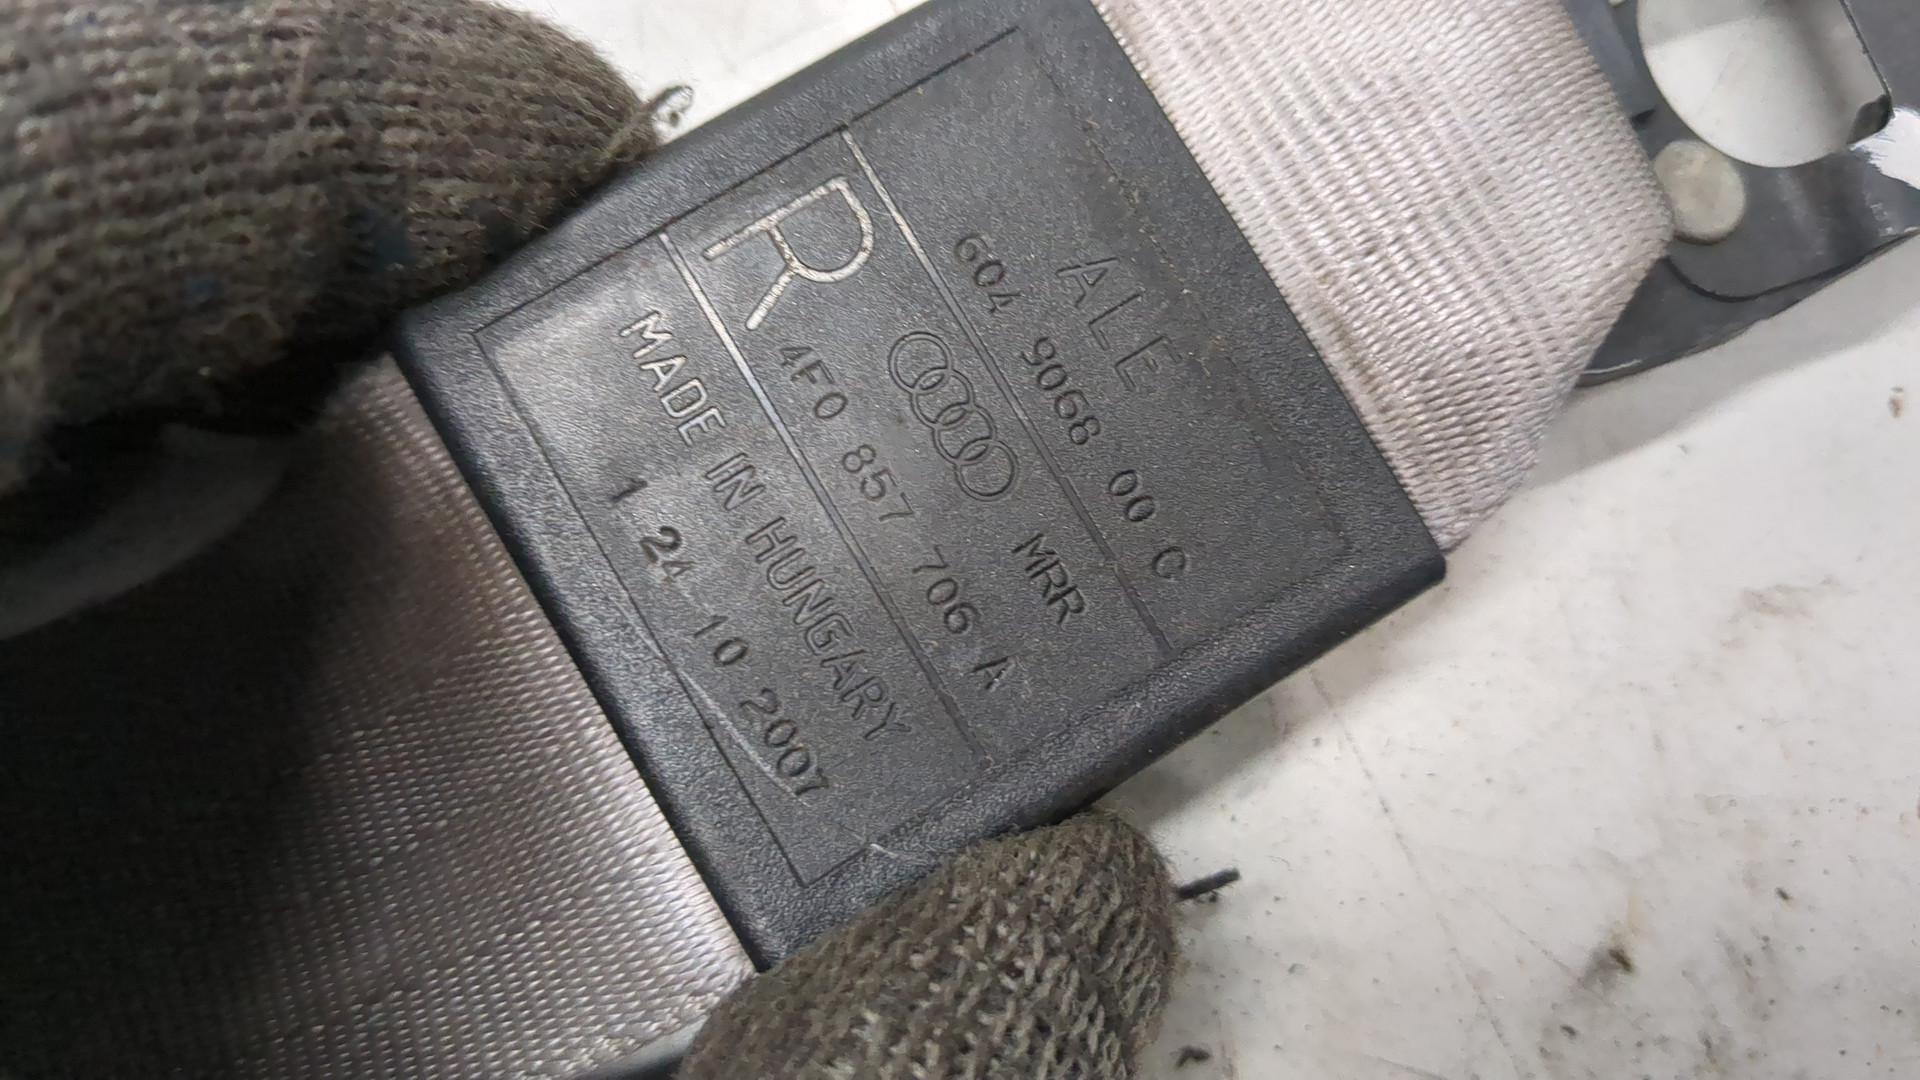 ALE
604 9068 00 C
R MRR
4F0 857 706 A
MADE IN HUNGARY
1 24 10 2007